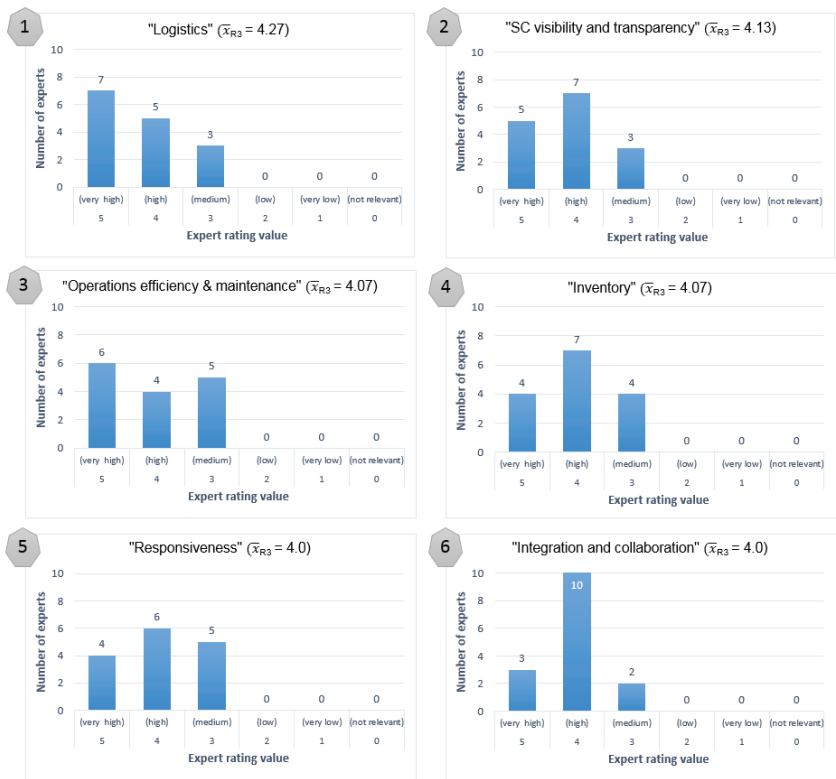 1
"Logistics" (x̅R3 = 4.27)
Number of experts
10
8
6
4
2
0
7
5
3
0
0
0
(very high) (high) (medium) (low) (very low) (not relevant)
5 4 3 2 1 0
Expert rating value
2
"SC visibility and transparency" (x̅R3 = 4.13)
Number of experts
10
8
6
4
2
0
5
7
3
0
0
0
(very high) (high) (medium) (low) (very low) (not relevant)
5 4 3 2 1 0
Expert rating value
3
"Operations efficiency & maintenance" (x̅R3 = 4.07)
Number of experts
10
8
6
4
2
0
6
4
5
0
0
0
(very high) (high) (medium) (low) (very low) (not relevant)
5 4 3 2 1 0
Expert rating value
4
"Inventory" (x̅R3 = 4.07)
Number of experts
10
8
6
4
2
0
4
7
4
0
0
0
(very high) (high) (medium) (low) (very low) (not relevant)
5 4 3 2 1 0
Expert rating value
5
"Responsiveness" (x̅R3 = 4.0)
Number of experts
10
8
6
4
2
0
4
6
5
0
0
0
(very high) (high) (medium) (low) (very low) (not relevant)
5 4 3 2 1 0
Expert rating value
6
"Integration and collaboration" (x̅R3 = 4.0)
Number of experts
10
8
6
4
2
0
3
10
2
0
0
0
(very high) (high) (medium) (low) (very low) (not relevant)
5 4 3 2 1 0
Expert rating value